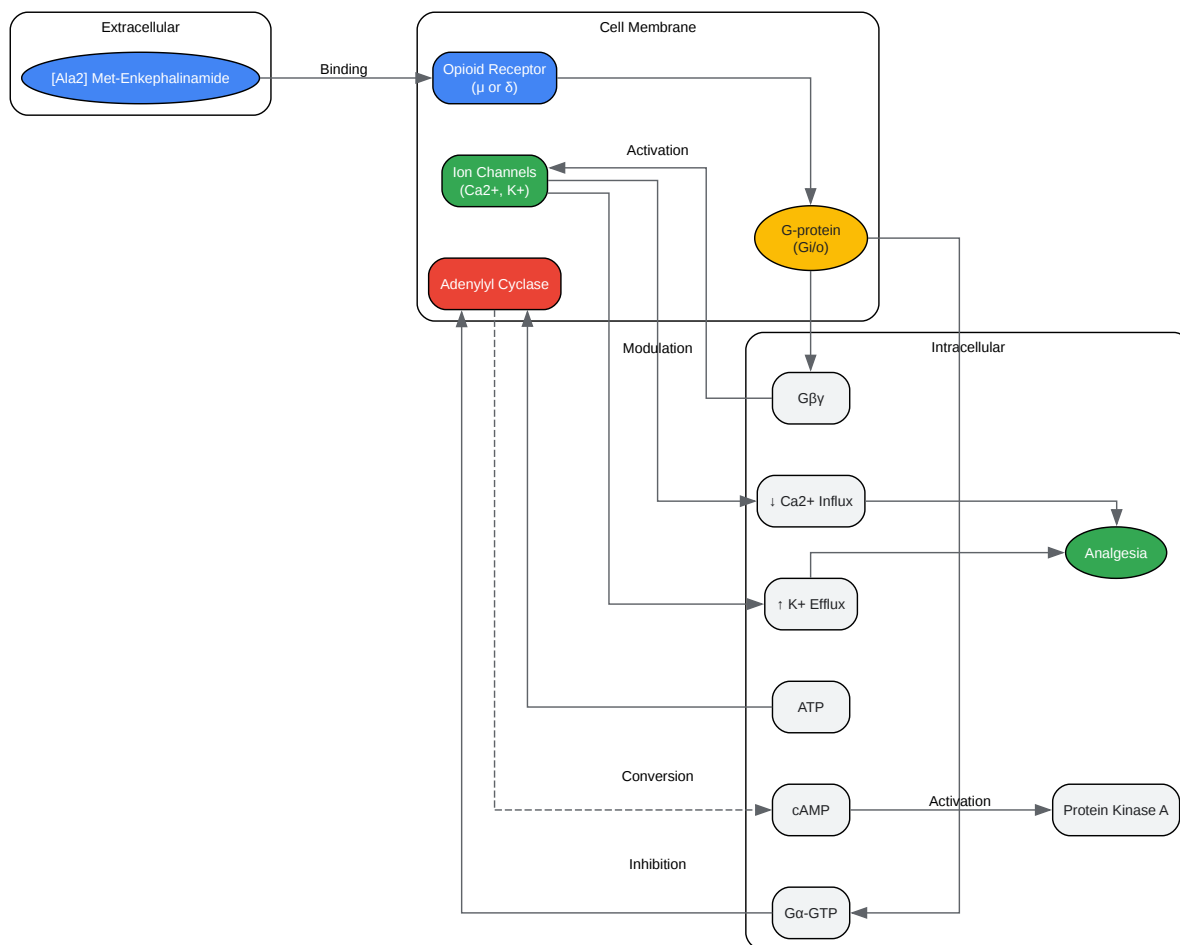 Extracellular
[Ala2] Met-Enkephalinamide
Binding
Cell Membrane
Opioid Receptor
(μ or δ)
Activation
Ion Channels
(Ca2+, K+)
G-protein
(Gi/o)
Adenylyl Cyclase
Modulation
Intracellular
Gβγ
↓ Ca2+ Influx
Analgesia
↑ K+ Efflux
ATP
Conversion
cAMP
Activation
Protein Kinase A
Inhibition
Gα-GTP